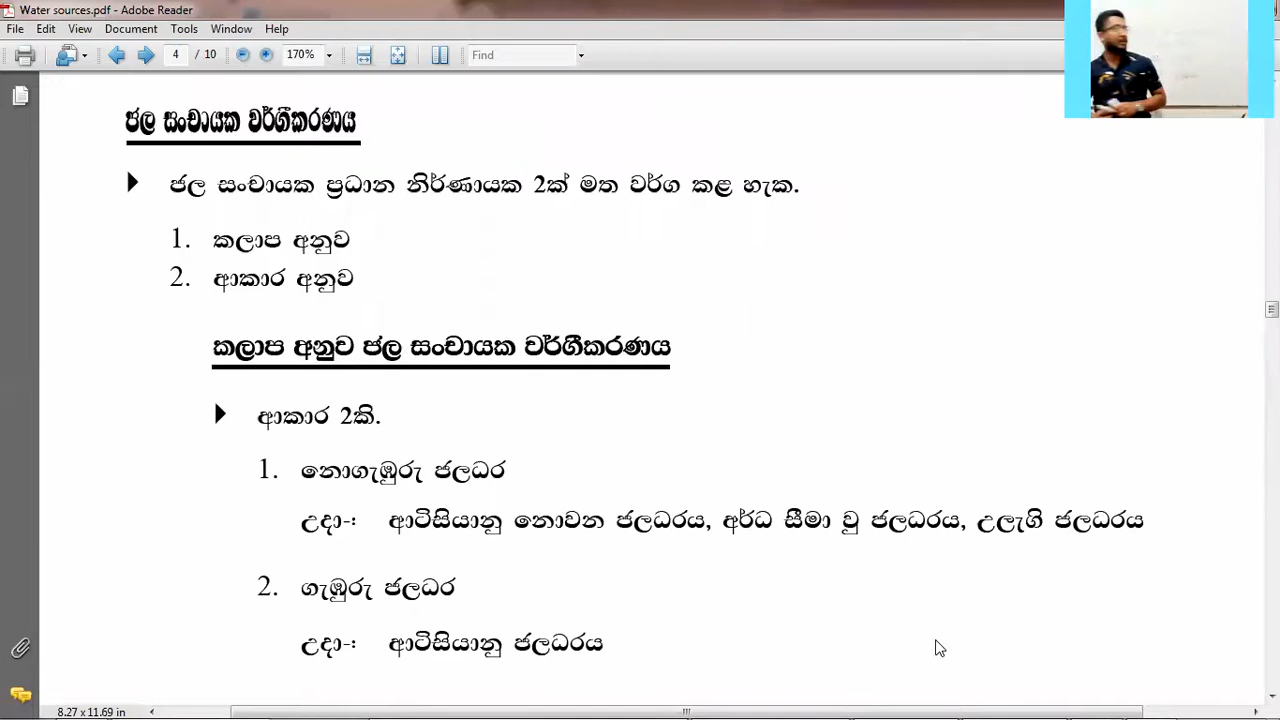 Water sources.pdf - Adobe Reader
File Edit View Document Tools Window Help
4 / 10 170% Find
ජල සංචායක වර්ගීකරණය
ජල සංචායක ප්‍රධාන නිර්ණායක 2ක් මත වර්ග කළ හැක.
1. කලාප අනුව
2. ආකාර අනුව
කලාප අනුව ජල සංචායක වර්ගීකරණය
ආකාර 2කි.
1. නොගැඹුරු ජලධර
උදා-: ආටිසියානු නොවන ජලධරය, අර්ධ සීමා වු ජලධරය, උලැගි ජලධරය
2. ගැඹුරු ජලධර
උදා-: ආටිසියානු ජලධරය
8.27 x 11.69 in